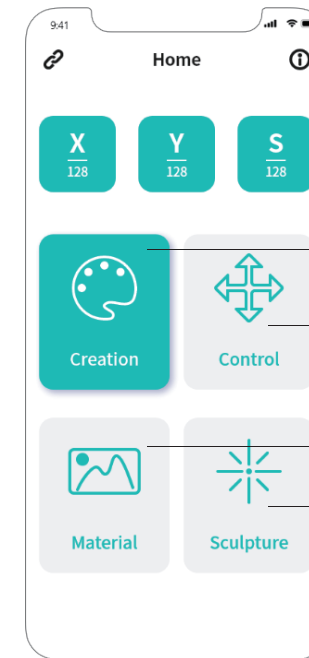 9:41
Home
X Y S
128 128 128
Creation Control
Material Sculpture